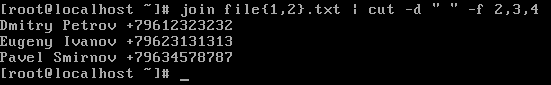 [root@localhost ~]# join file{1,2}.txt | cut -d " " -f 2,3,4
Dmitry Petrov +79612323232
Eugeny Ivanov +79623131313
Pavel Smirnov +79634578787
[root@localhost ~]# _